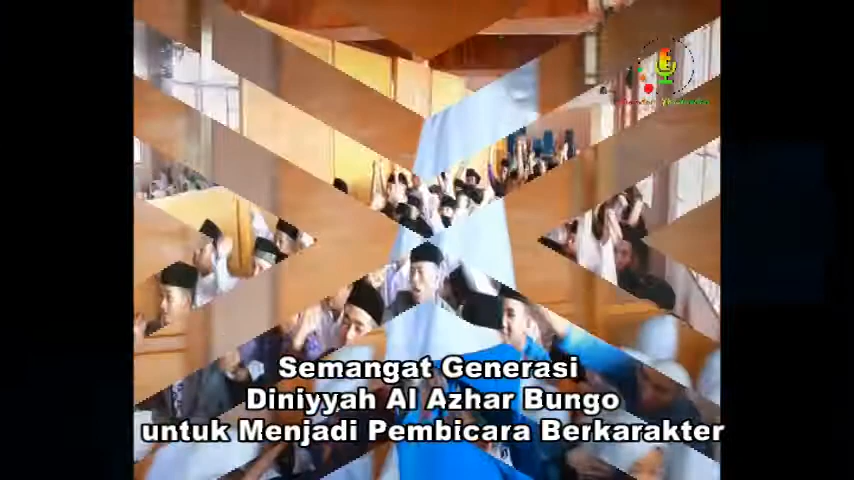 Semangat Generasi
Diniyyah Al Azhar Bungo
untuk Menjadi Pembicara Berkarakter